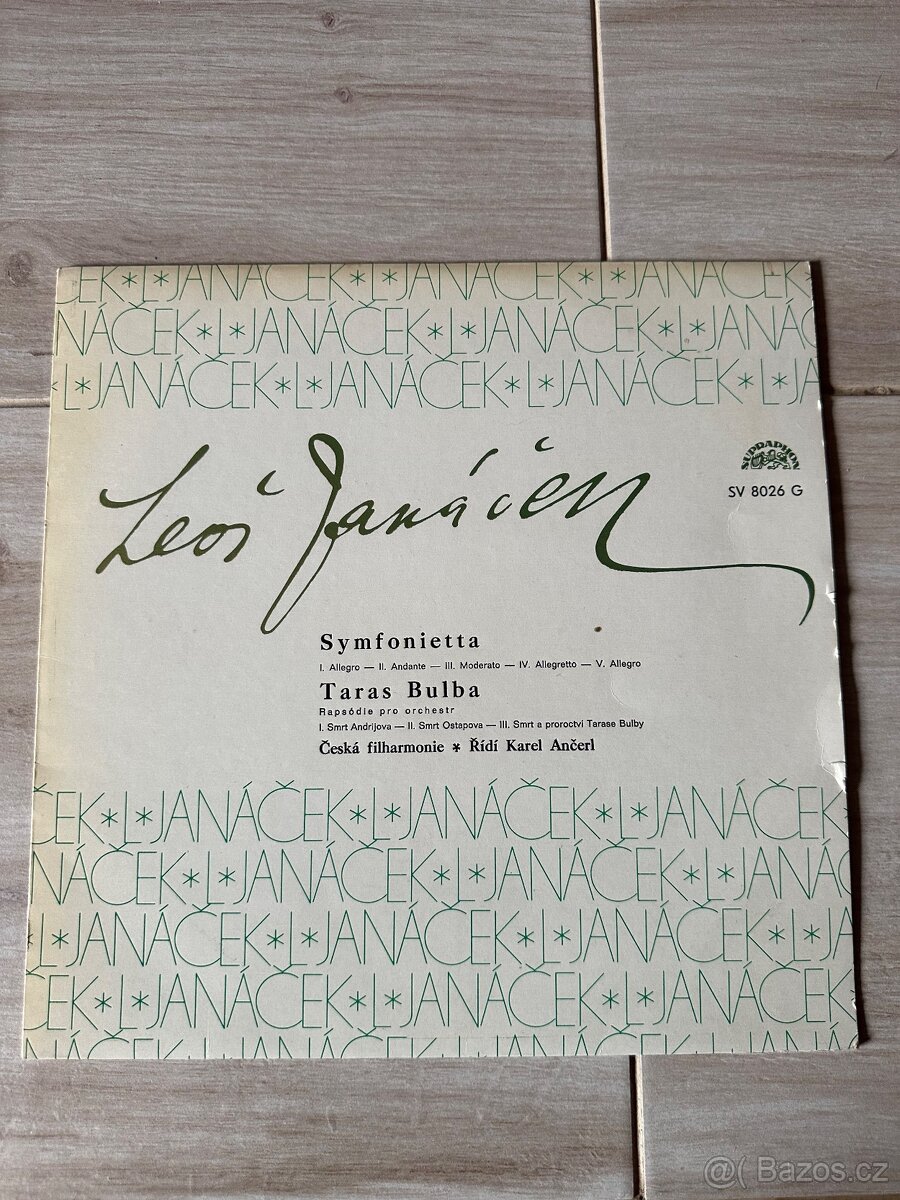 ČEK * L JANÁČEK * L JANÁČEK * L JANÁČEK
NÁČEK * L JANÁČEK * L JANÁČEK * L JANÁČ
L * JANÁČEK * L JANÁČEK * L JANÁČEK * L JA
Leoš Janáček
SUPRAPHON
SV 8026 G
Symfonietta
I. Allegro — II. Andante — III. Moderato — IV. Allegretto — V. Allegro
Taras Bulba
Rapsódie pro orchestr
I. Smrt Andrijova — II. Smrt Ostapova — III. Smrt a proroctví Tarase Bulby
Česká filharmonie * Řídí Karel Ančerl
ČEK * L JANÁČEK * L JANÁČEK * L JANÁČEK
NÁČEK * L JANÁČEK * L JANÁČEK * L JANÁČ
L * JANÁČEK * L JANÁČEK * L JANÁČEK * L JA
ČEK * L JANÁČEK * L JANÁČEK * L JANÁČEK
NÁČEK * L JANÁČEK * L JANÁČEK * L JANÁČ
@( Bazos.cz